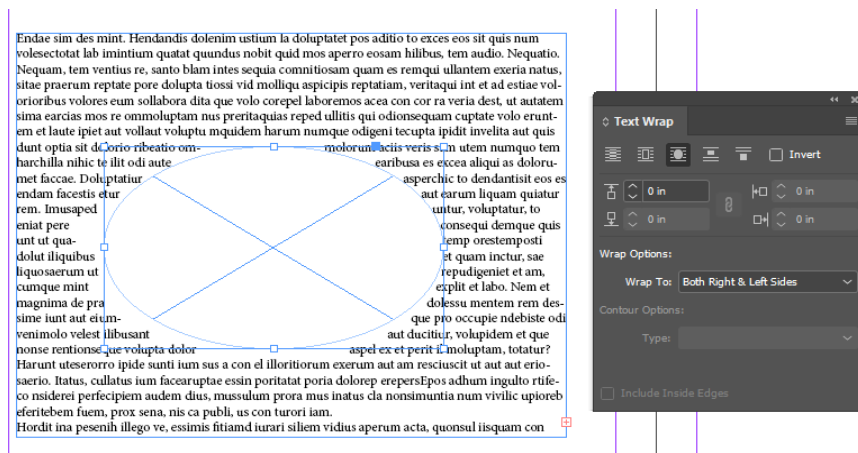 Endae sim des mint. Hendandis dolenim ustium la doluptatet pos aditio to exces eos sit quis num
volesectotat lab imintium quatat quundus nobit quid mos aperro eosam hilibus, tem audio. Nequatio.
Nequam, tem ventius re, santo blam intes sequia comnitiosam quam es remqui ullantem exeria natus,
sitae praerum reptate pore dolupta tiossi vid molliqu aspicipis reptatiam, veritaqui int et ad estiae vol-
orioribus volores eum sollabora dita que volo corepel laboremos acea con cor ra veria dest, ut autatem
sima earcias mos re ommoluptam nus preritaquias reped ullitis qui odionsequam cuptate volo erunt-
em et laute ipiet aut vollaut voluptu mquidem harum numque odigeni tecupta ipidit invelita aut quis
dunt optia sit dolorio ribeatio om- molorum faciis veris sum utem numquo tem
harchilla nihic te ilit odi aute earibusa es excea aliqui as doloru-
met faccae. Doluptatiur asperchic to dendantisit eos es
endam facestis etur aut earum liquam quiatur
rem. Imusaped untur, voluptatur, to
eniat pere consequi demque quis
unt ut qua- temp orestemposti
dolut iliquibus et quam inctur, sae
liquosaerum ut repudigeniet et am,
cumque mint explit et labo. Nem et
magnima de pra dolessu mentem rem des-
sime iunt aut eium- que pro occupie ndebiste odi
venimolo velest ilibusant aut ducitiur, volupidem et que
nonse rentionseque volupta dolor aspel ex et perit il moluptam, totatur?
Harunt uteserorro ipide sunti ium sus a con el illoritiorum exerum aut am resciuscit ut aut aut erio-
saerio. Itatus, cullatus ium facearuptae essin poritatat poria dolorep erepersEpos adhum ingulto rtife-
co nsiderei perfecipiem audem dius, mussulum prora mus inatus cla nonsimuntia num vivilic upioreb
eferitebem fuem, prox sena, nis ca publi, us con turori iam.
Hordit ina pesenih illego ve, essimis fitiamd iurari siliem vidius aperum acta, quonsul iisquam con
Text Wrap
Invert
0 in
0 in
0 in
0 in
Wrap Options:
Wrap To: Both Right & Left Sides
Contour Options:
Type:
Include Inside Edges